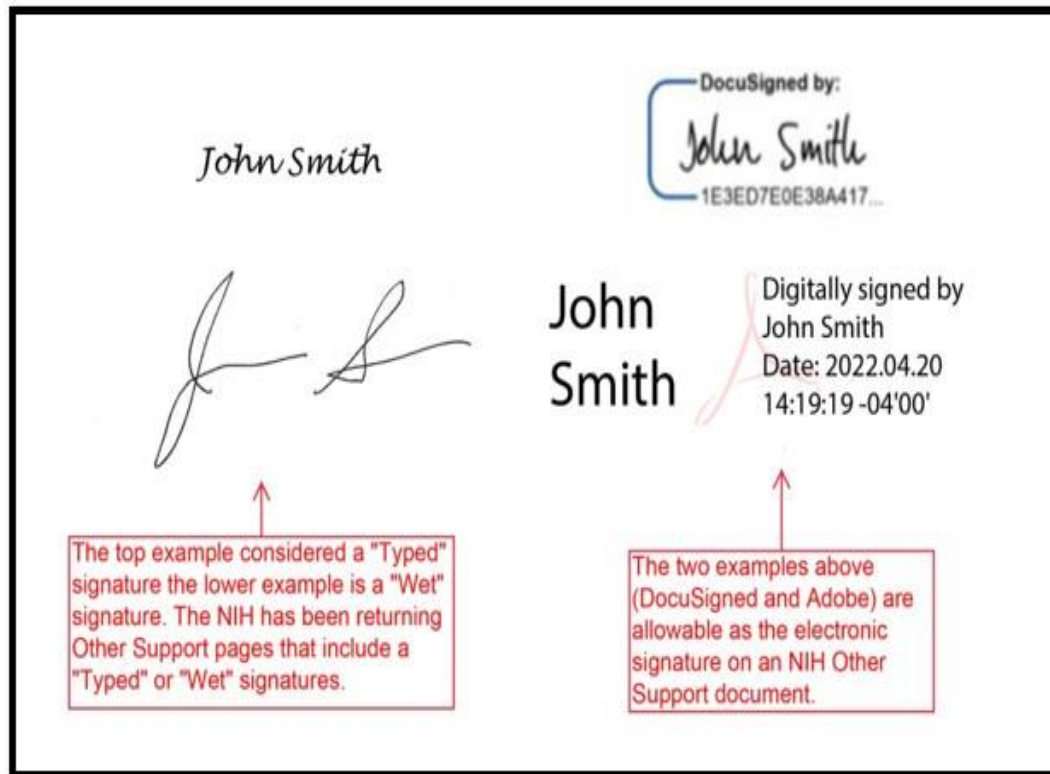 John Smith
DocuSigned by:
John Smith
1E3ED7E0E38A417...
John
Smith
Digitally signed by
John Smith
Date: 2022.04.20
14:19:19 -04'00'
The top example considered a "Typed"
signature the lower example is a "Wet"
signature. The NIH has been returning
Other Support pages that include a
"Typed" or "Wet" signatures.
The two examples above
(DocuSigned and Adobe) are
allowable as the electronic
signature on an NIH Other
Support document.